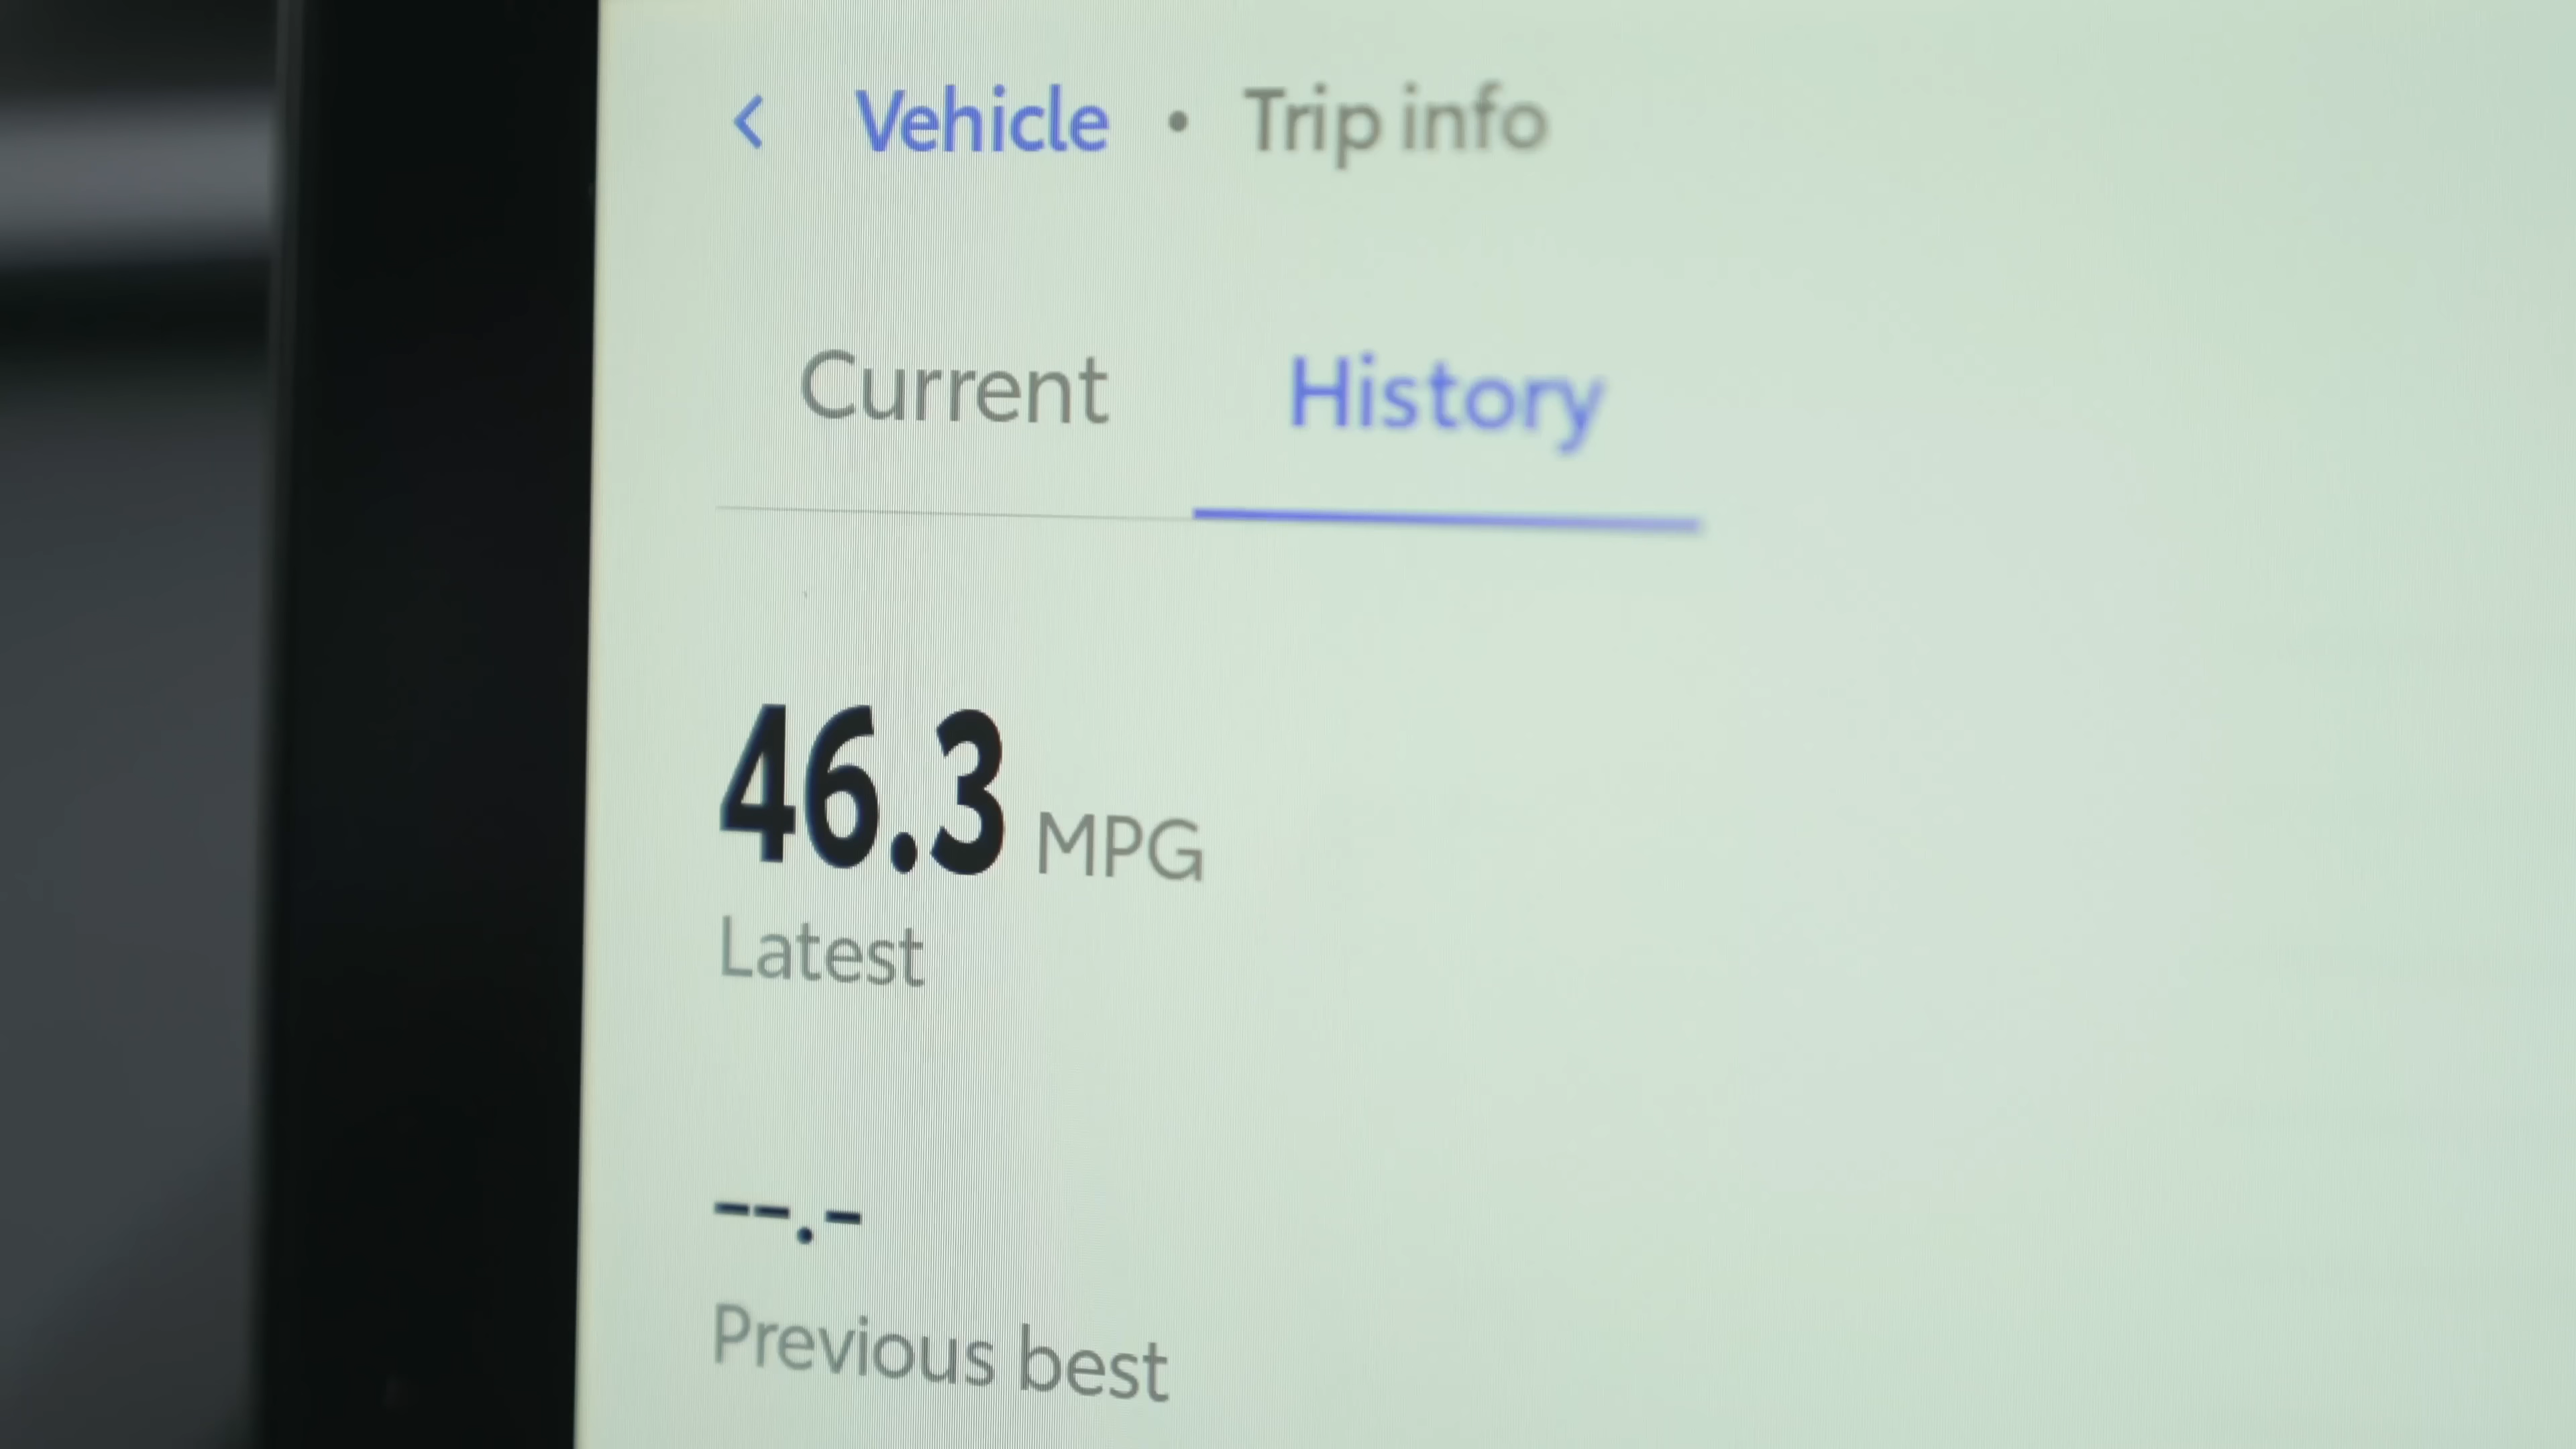 < Vehicle • Trip info
Current History
46.3 MPG
Latest
--.-
Previous best